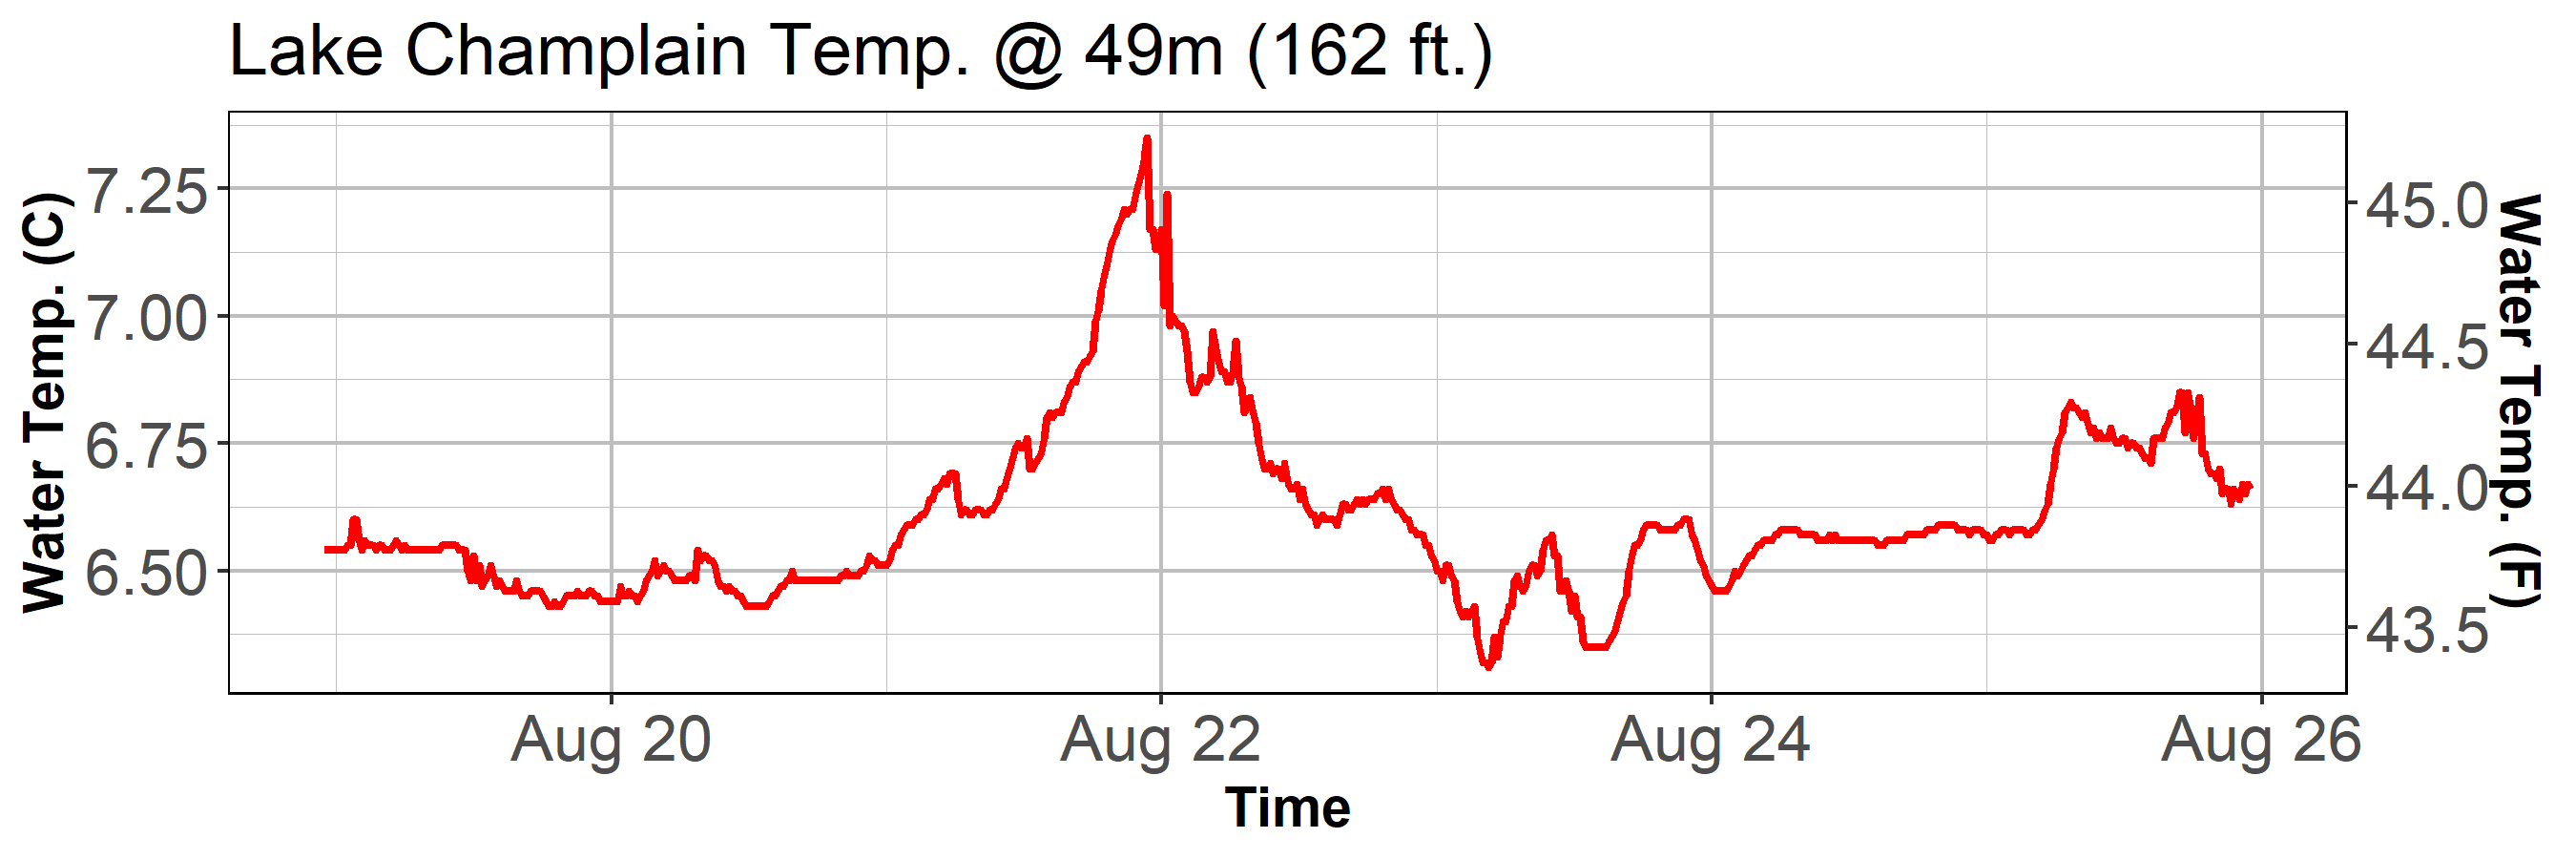 Lake Champlain Temp. @ 49m (162 ft.)
Water Temp. (C)
7.25
7.00
6.75
6.50
45.0
44.5
44.0
43.5
Water Temp. (F)
Aug 20
Aug 22
Aug 24
Aug 26
Time